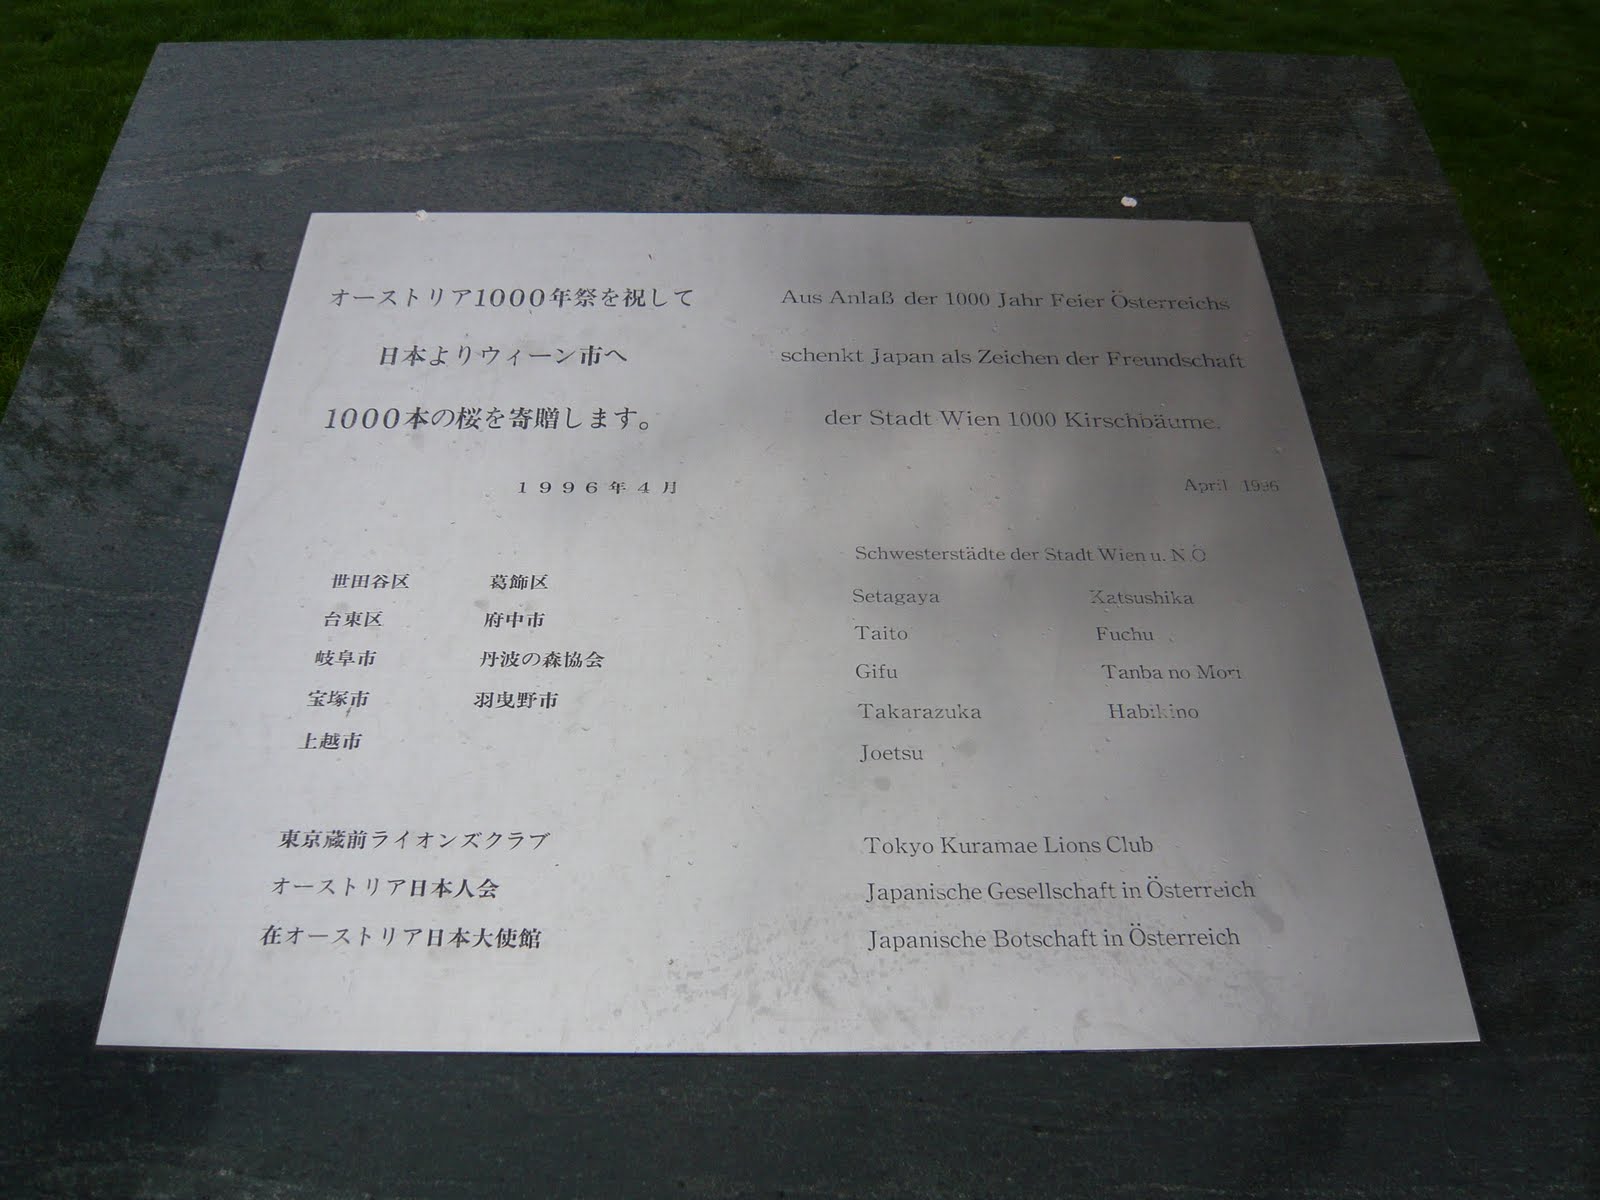 オーストリア1000年祭を祝して
日本よりウィーン市へ
1000本の桜を寄贈します。
1996年4月
世田谷区 葛飾区
台東区 府中市
岐阜市 丹波の森協会
宝塚市 羽曳野市
上越市
東京蔵前ライオンズクラブ
オーストリア日本人会
在オーストリア日本大使館
Aus Anlaß der 1000 Jahr Feier Österreichs
schenkt Japan als Zeichen der Freundschaft
der Stadt Wien 1000 Kirschbäume.
April 1996
Schwesterstädte der Stadt Wien u. N.Ö
Setagaya Katsushika
Taito Fuchu
Gifu Tanba no Mori
Takarazuka Habikino
Joetsu
Tokyo Kuramae Lions Club
Japanische Gesellschaft in Österreich
Japanische Botschaft in Österreich